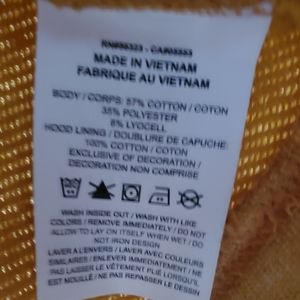 MADE IN VIETNAM
FABRIQUE AU VIETNAM
BODY / CORPS: 57% COTTON / COTON
35% POLYESTER
8% LYOCELL
HOOD LINING / DOUBLURE DE CAPUCHE:
100% COTTON / COTON
EXCLUSIVE OF DECORATION /
DECORATION NON COMPRISE
WASH INSIDE OUT / WASH WITH LIKE
COLORS / REMOVE IMMEDIATELY / DO NOT
ALLOW TO LAY ON ITSELF WHEN WET / DO
NOT IRON DESIGN
LAVER A L'ENVERS / LAVER AVEC COULEURS
SIMILAIRES / ENLEVER IMMEDIATEMENT / NE
PAS LAISSER LE VÊTEMENT PLIÉ LORSQU'IL
EST MOUILLÉ / NE PAS REPASSER LE DESSIN